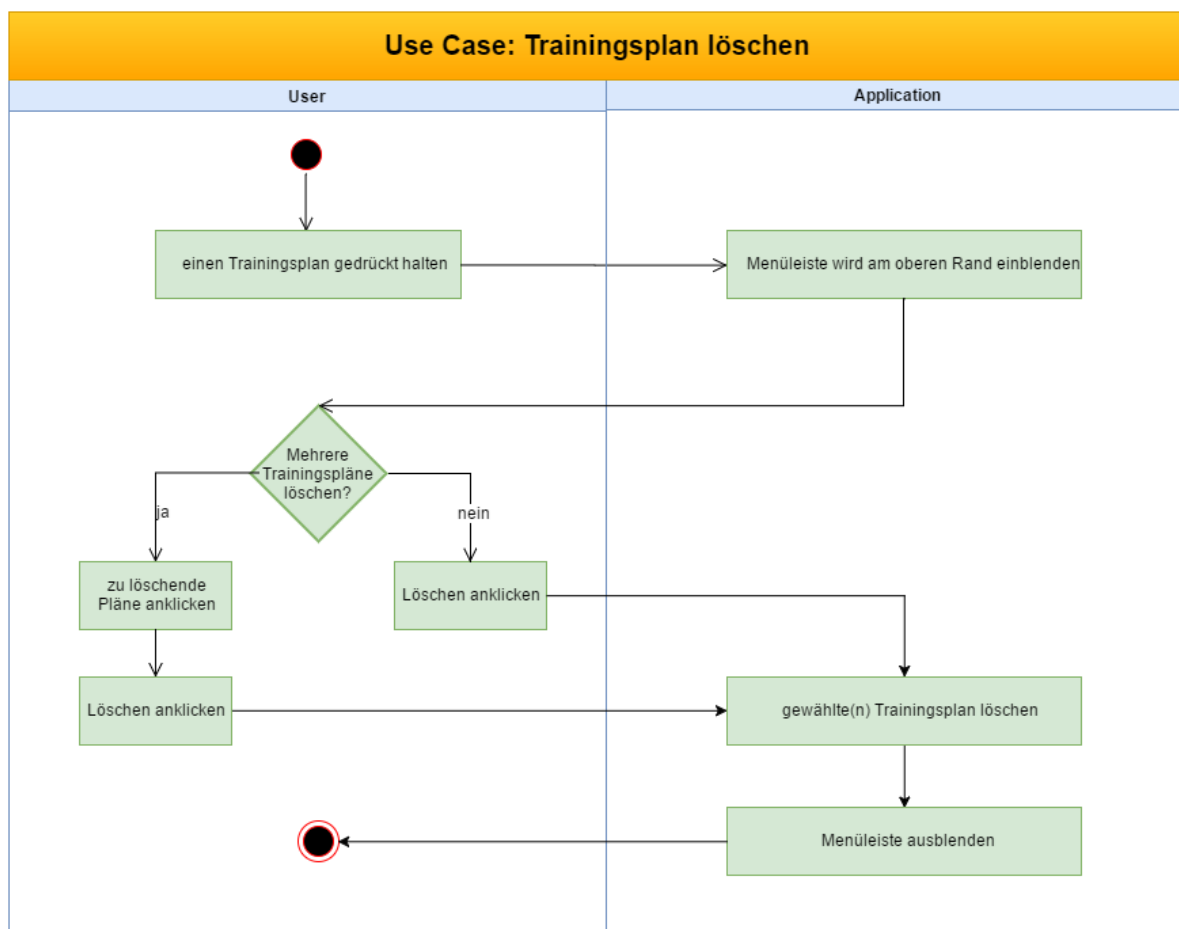 Use Case: Trainingsplan löschen
User
Application
einen Trainingsplan gedrückt halten
Menüleiste wird am oberen Rand einblenden
Mehrere
Trainingspläne
löschen?
ja
nein
zu löschende
Pläne anklicken
Löschen anklicken
Löschen anklicken
gewählte(n) Trainingsplan löschen
Menüleiste ausblenden